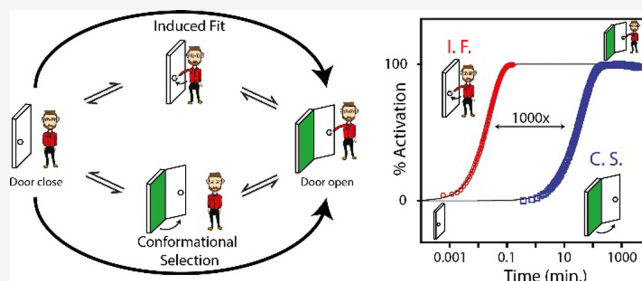 Induced Fit
Door close
Door open
Conformational
Selection
% Activation
100
0
I. F.
1000x
C. S.
0.001
0.1
10
1000
Time (min.)